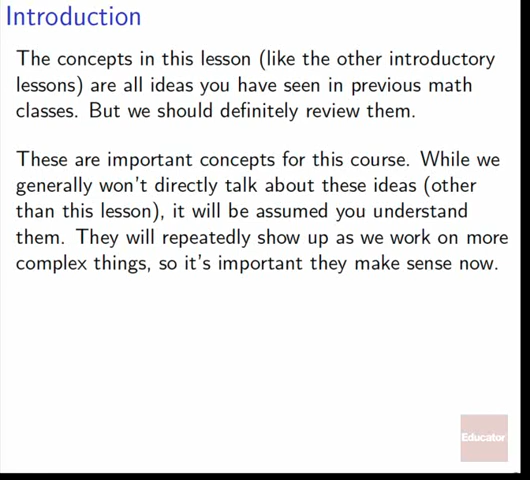 Introduction
The concepts in this lesson (like the other introductory
lessons) are all ideas you have seen in previous math
classes. But we should definitely review them.
These are important concepts for this course. While we
generally won't directly talk about these ideas (other
than this lesson), it will be assumed you understand
them. They will repeatedly show up as we work on more
complex things, so it's important they make sense now.
Educator